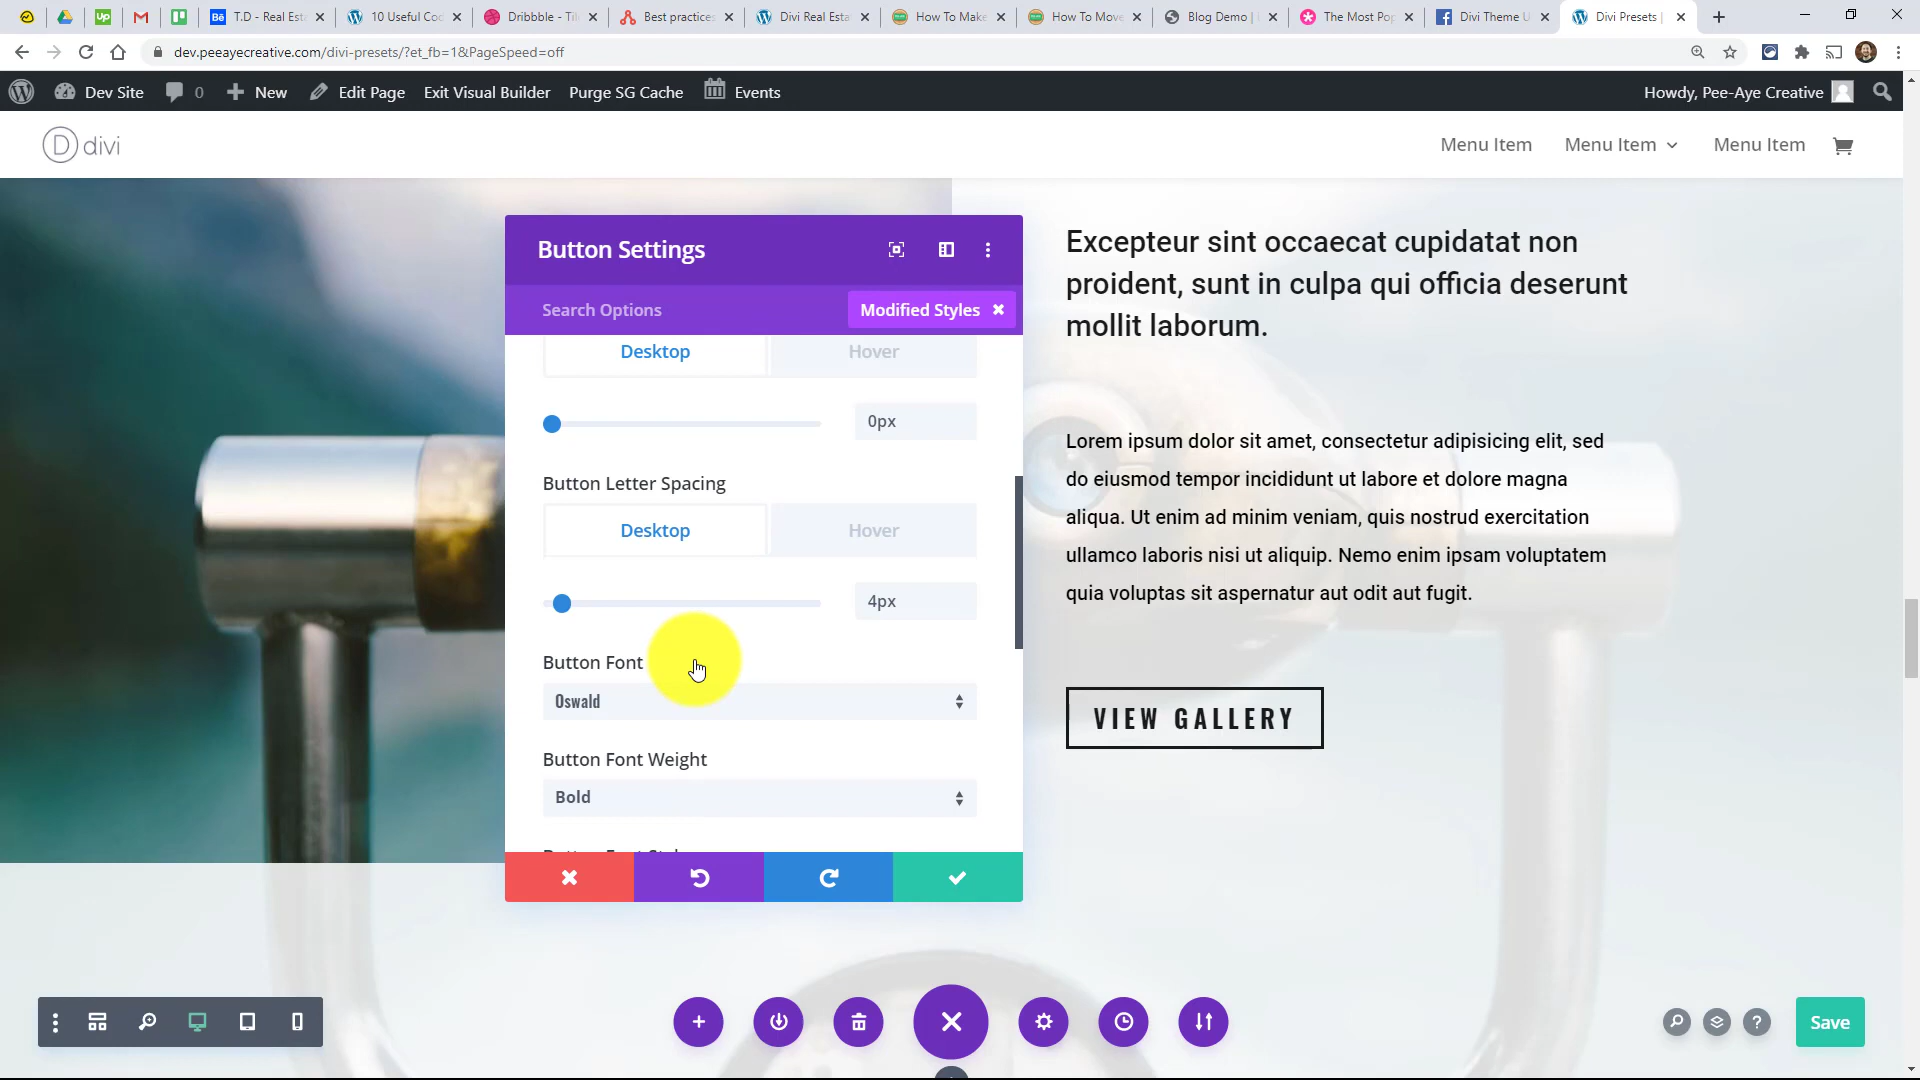 T.D - Real Est
10 Useful Co
Dribbble - Ti
Best practices
Divi Real Esta
How To Make
How To Move
Blog Demo |
The Most Po
Divi Theme U
Divi Presets |
dev.peeayecreative.com/divi-presets/?et_fb=1&PageSpeed=off
Dev Site
0
New
Edit Page
Exit Visual Builder
Purge SG Cache
Events
Howdy, Pee-Aye Creative
D divi
Menu Item
Menu Item
Menu Item
Button Settings
Search Options
Modified Styles
Desktop
Hover
0px
Button Letter Spacing
Desktop
Hover
4px
Button Font
Oswald
Button Font Weight
Bold
Excepteur sint occaecat cupidatat non
proident, sunt in culpa qui officia deserunt
mollit laborum.
Lorem ipsum dolor sit amet, consectetur adipisicing elit, sed
do eiusmod tempor incididunt ut labore et dolore magna
aliqua. Ut enim ad minim veniam, quis nostrud exercitation
ullamco laboris nisi ut aliquip. Nemo enim ipsam voluptatem
quia voluptas sit aspernatur aut odit aut fugit.
VIEW GALLERY
Save